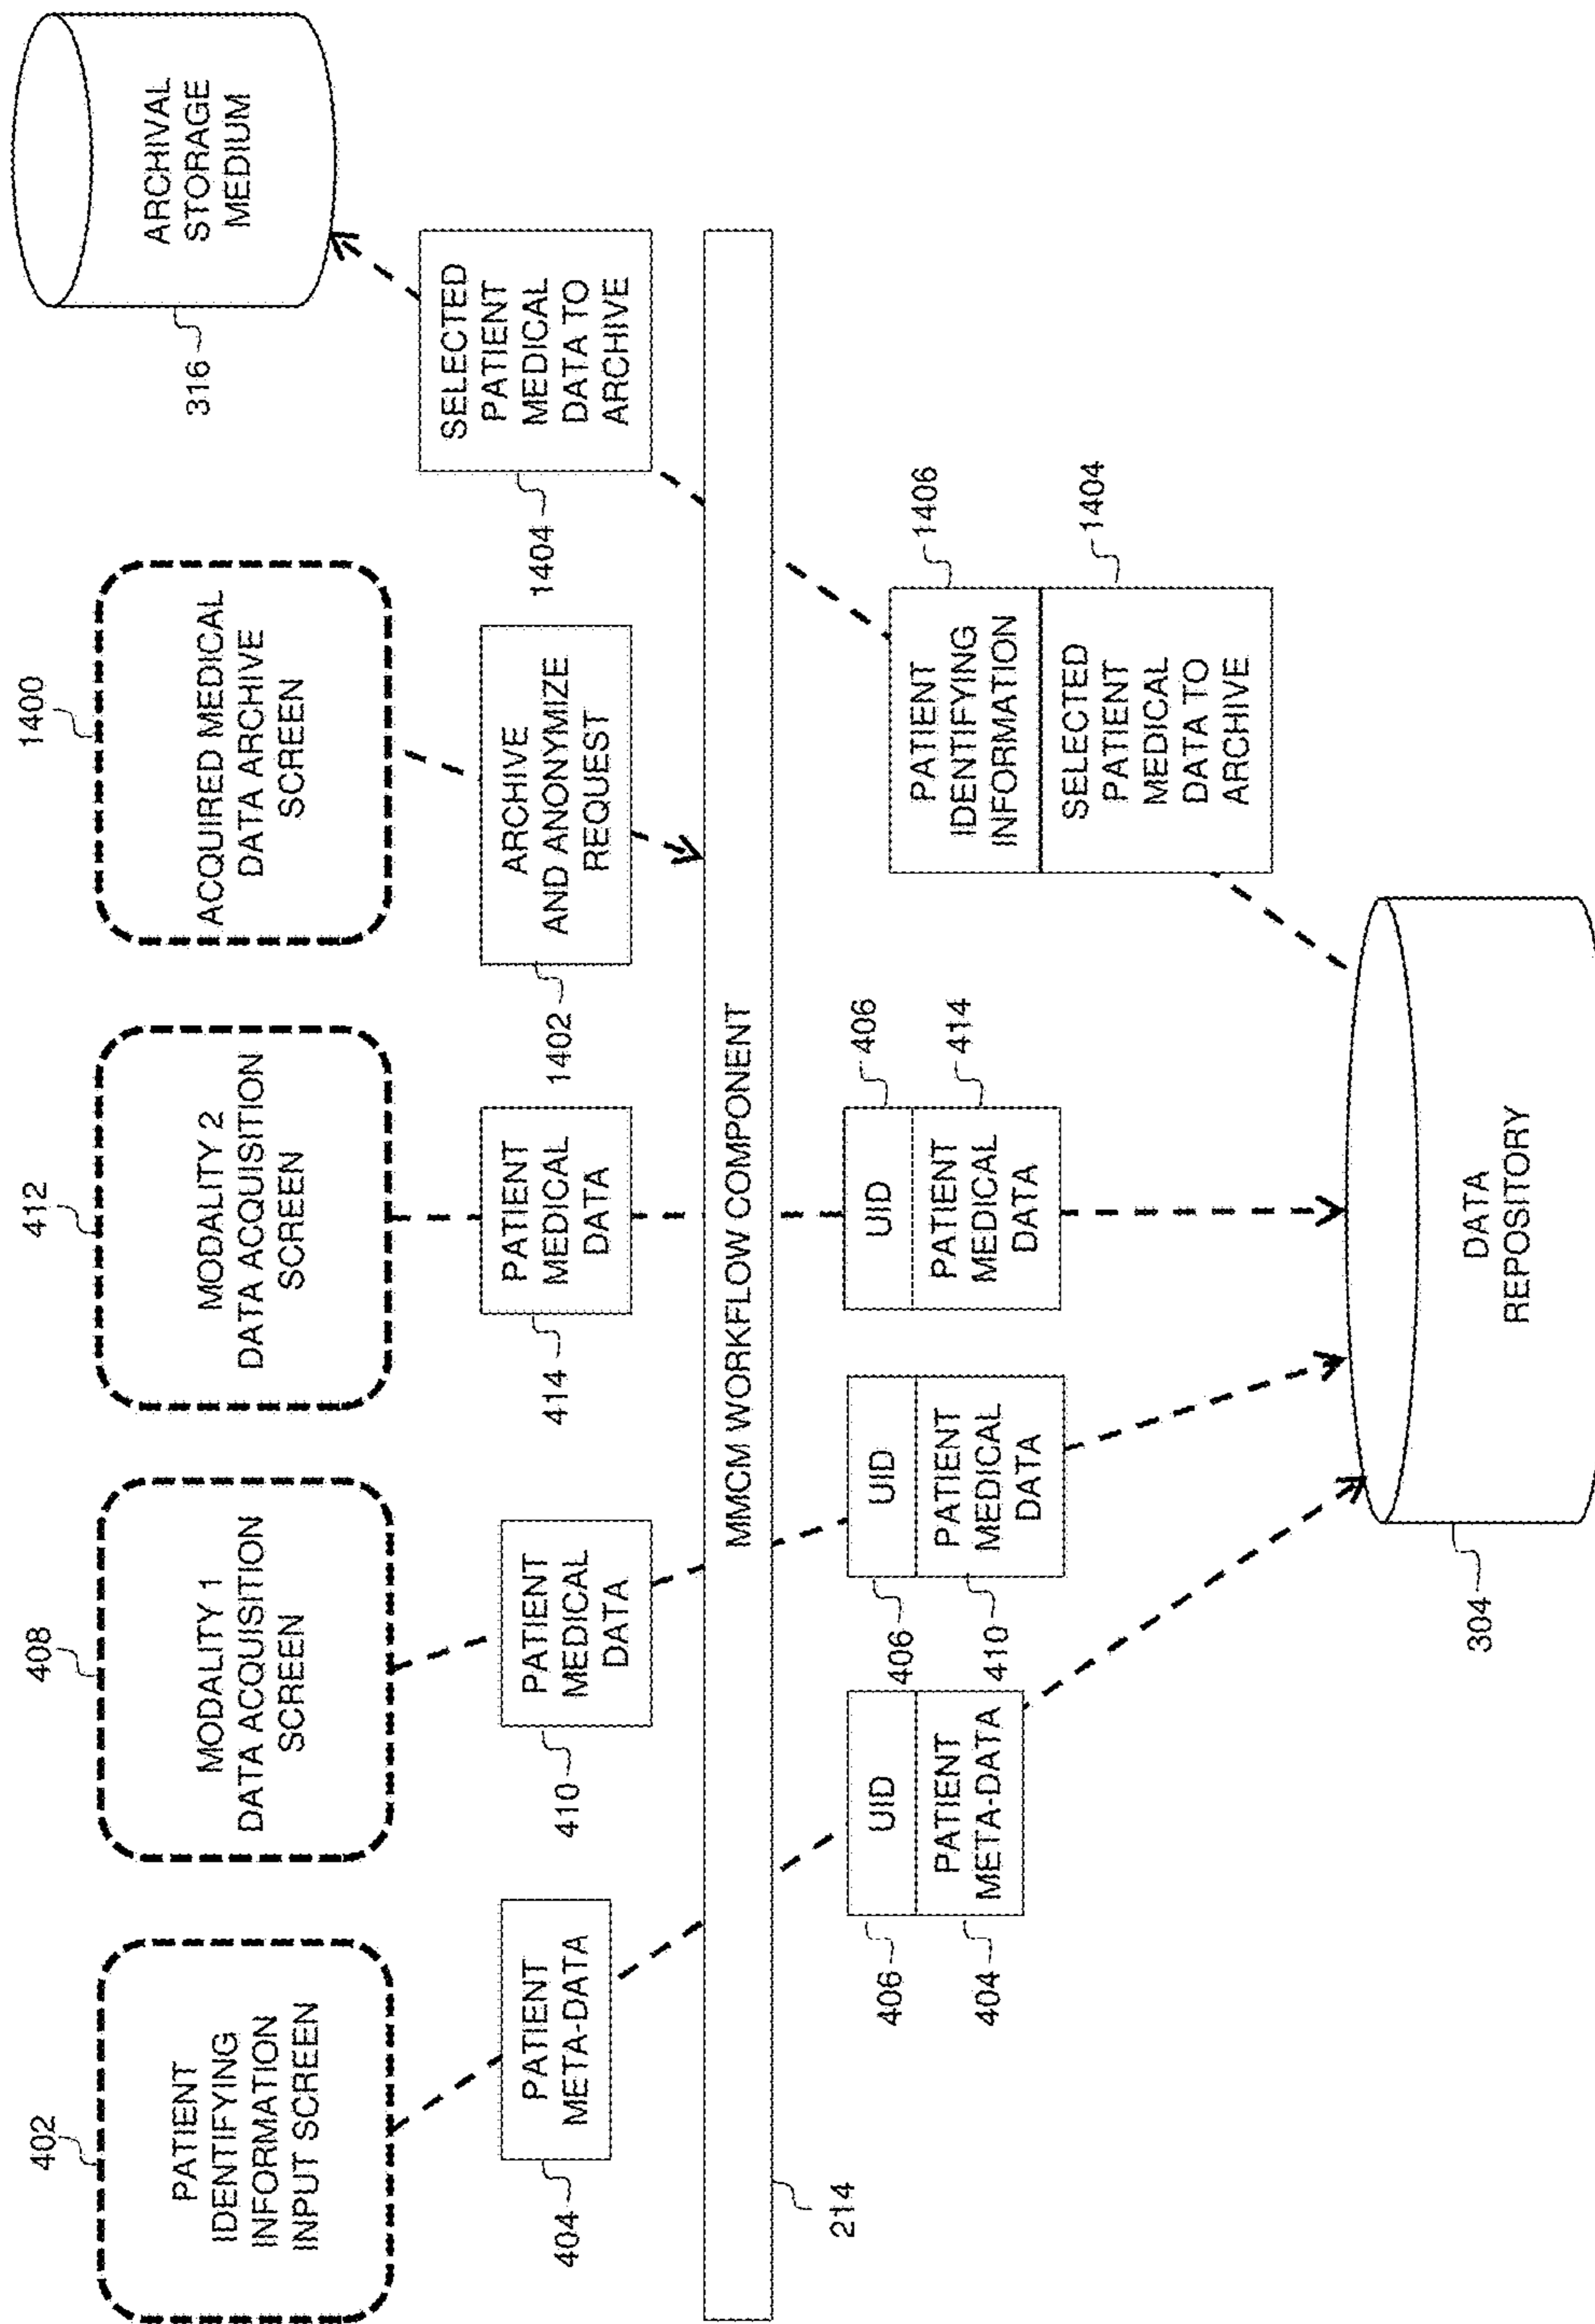 402
PATIENT
IDENTIFYING
INFORMATION
INPUT SCREEN
408
MODALITY 1
DATA ACQUISITION
SCREEN
412
MODALITY 2
DATA ACQUISITION
SCREEN
1400
ACQUIRED MEDICAL
DATA ARCHIVE
SCREEN
316
ARCHIVAL
STORAGE
MEDIUM
404
PATIENT
META-DATA
410
PATIENT
MEDICAL
DATA
414
PATIENT
MEDICAL
DATA
1402
ARCHIVE
AND ANONYMIZE
REQUEST
1404
SELECTED
PATIENT
MEDICAL
DATA TO
ARCHIVE
214
MMCM WORKFLOW COMPONENT
406
UID
404
PATIENT
META-DATA
406
UID
410
PATIENT
MEDICAL
DATA
UID
406
PATIENT
MEDICAL
DATA
414
PATIENT
IDENTIFYING
INFORMATION
1406
SELECTED
PATIENT
MEDICAL
DATA TO
ARCHIVE
1404
304
DATA
REPOSITORY